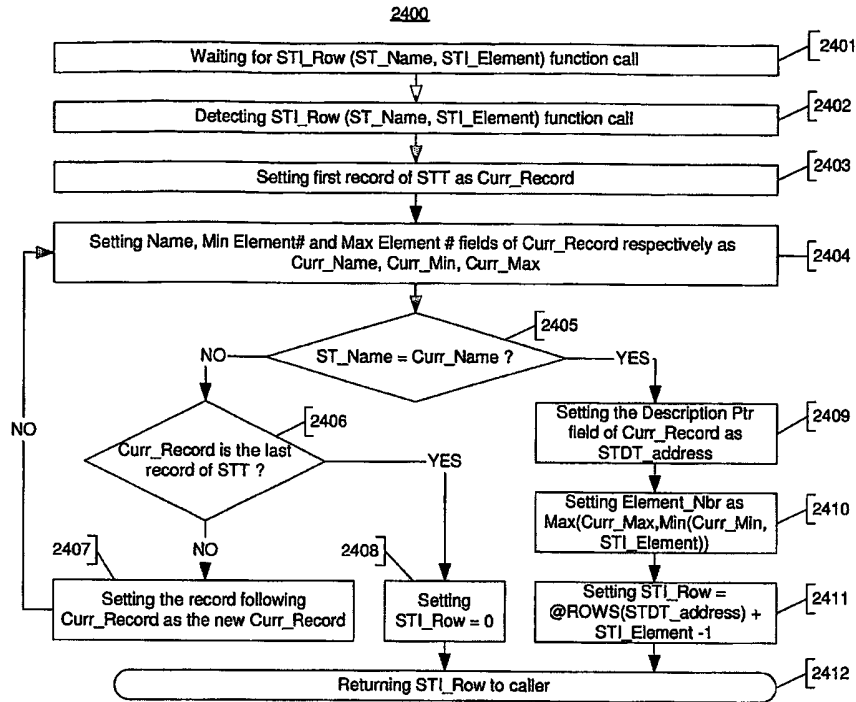 2400
Waiting for STI_Row (ST_Name, STI_Element) function call
2401
Detecting STI_Row (ST_Name, STI_Element) function call
2402
Setting first record of STT as Curr_Record
2403
Setting Name, Min Element# and Max Element # fields of Curr_Record respectively as
Curr_Name, Curr_Min, Curr_Max
2404
ST_Name = Curr_Name ?
2405
NO
YES
Curr_Record is the last
record of STT ?
2406
NO
YES
NO
Setting the Description Ptr
field of Curr_Record as
STDT_address
2409
Setting Element_Nbr as
Max(Curr_Max,Min(Curr_Min,
STI_Element))
2410
2407
Setting the record following
Curr_Record as the new Curr_Record
2408
Setting
STI_Row = 0
Setting STI_Row =
@ROWS(STDT_address) +
STI_Element -1
2411
Returning STI_Row to caller
2412